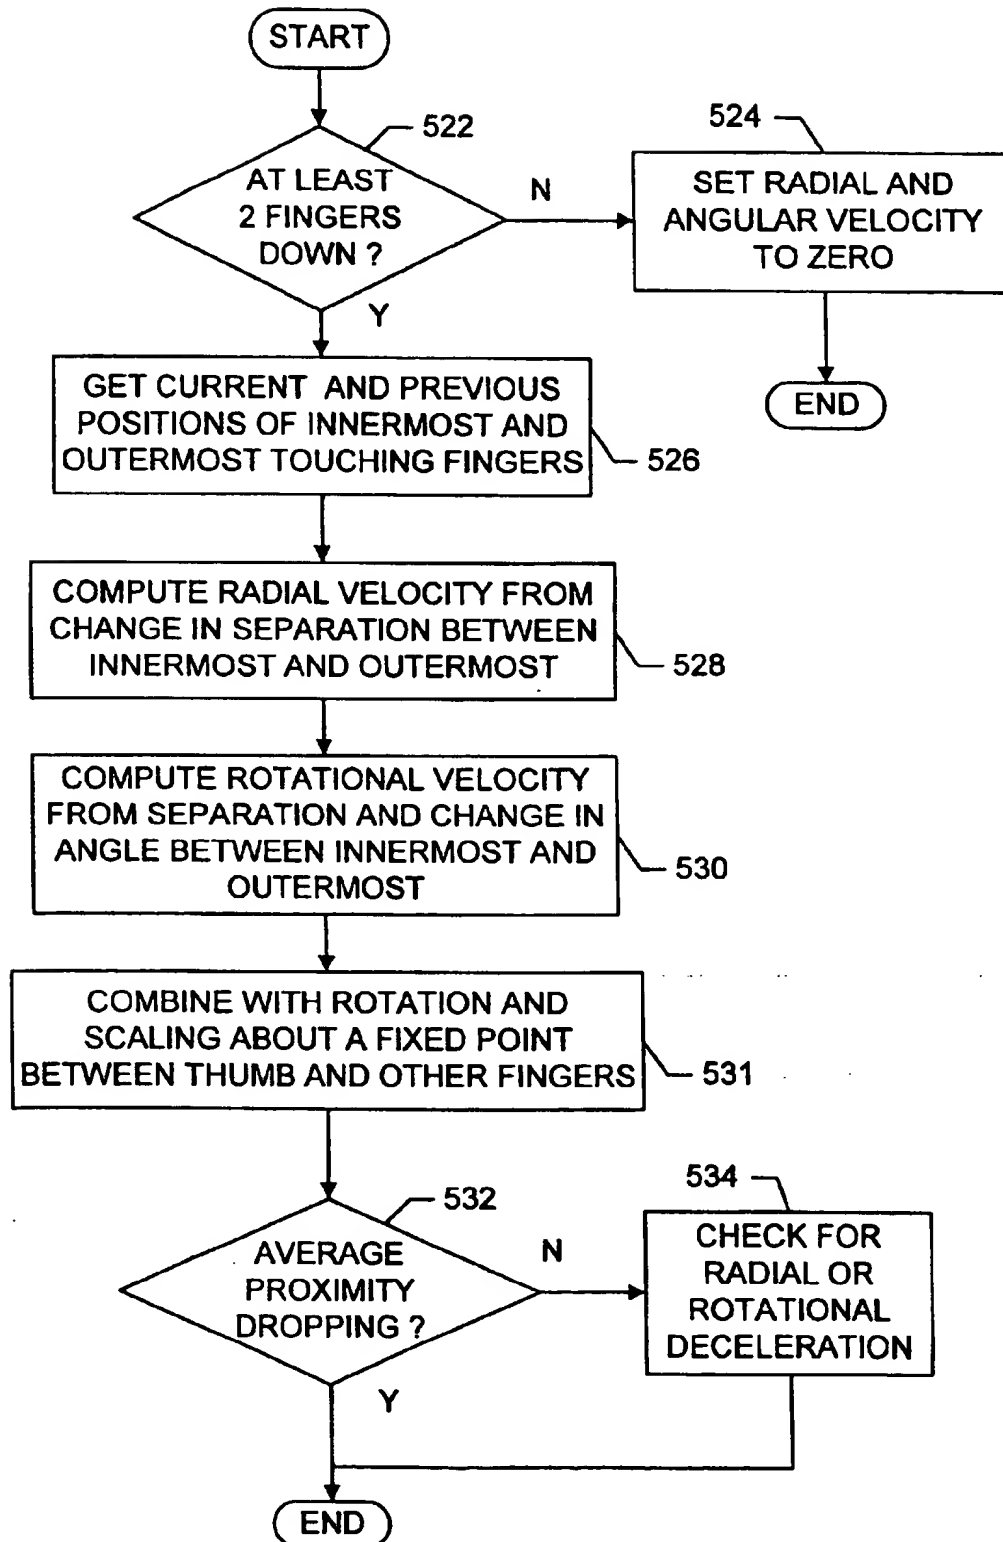 START
522
AT LEAST
2 FINGERS
DOWN ?
N
Y
524
SET RADIAL AND
ANGULAR VELOCITY
TO ZERO
END
GET CURRENT AND PREVIOUS
POSITIONS OF INNERMOST AND
OUTERMOST TOUCHING FINGERS
526
COMPUTE RADIAL VELOCITY FROM
CHANGE IN SEPARATION BETWEEN
INNERMOST AND OUTERMOST
528
COMPUTE ROTATIONAL VELOCITY
FROM SEPARATION AND CHANGE IN
ANGLE BETWEEN INNERMOST AND
OUTERMOST
530
COMBINE WITH ROTATION AND
SCALING ABOUT A FIXED POINT
BETWEEN THUMB AND OTHER FINGERS
531
532
AVERAGE
PROXIMITY
DROPPING ?
N
Y
534
CHECK FOR
RADIAL OR
ROTATIONAL
DECELERATION
END